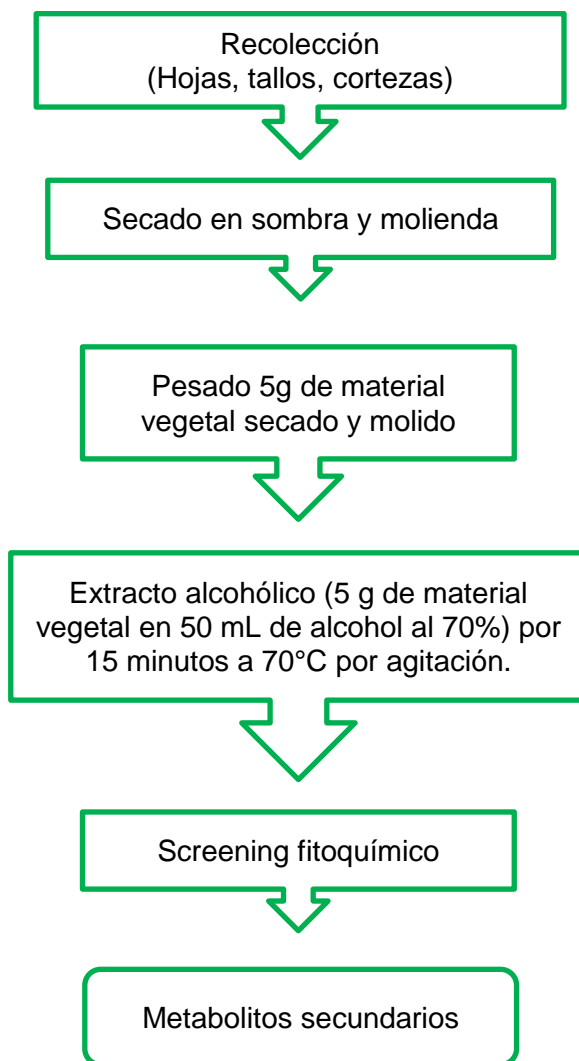 Recolección
(Hojas, tallos, cortezas)
Secado en sombra y molienda
Pesado 5g de material
vegetal secado y molido
Extracto alcohólico (5 g de material
vegetal en 50 mL de alcohol al 70%) por
15 minutos a 70°C por agitación.
Screening fitoquímico
Metabolitos secundarios